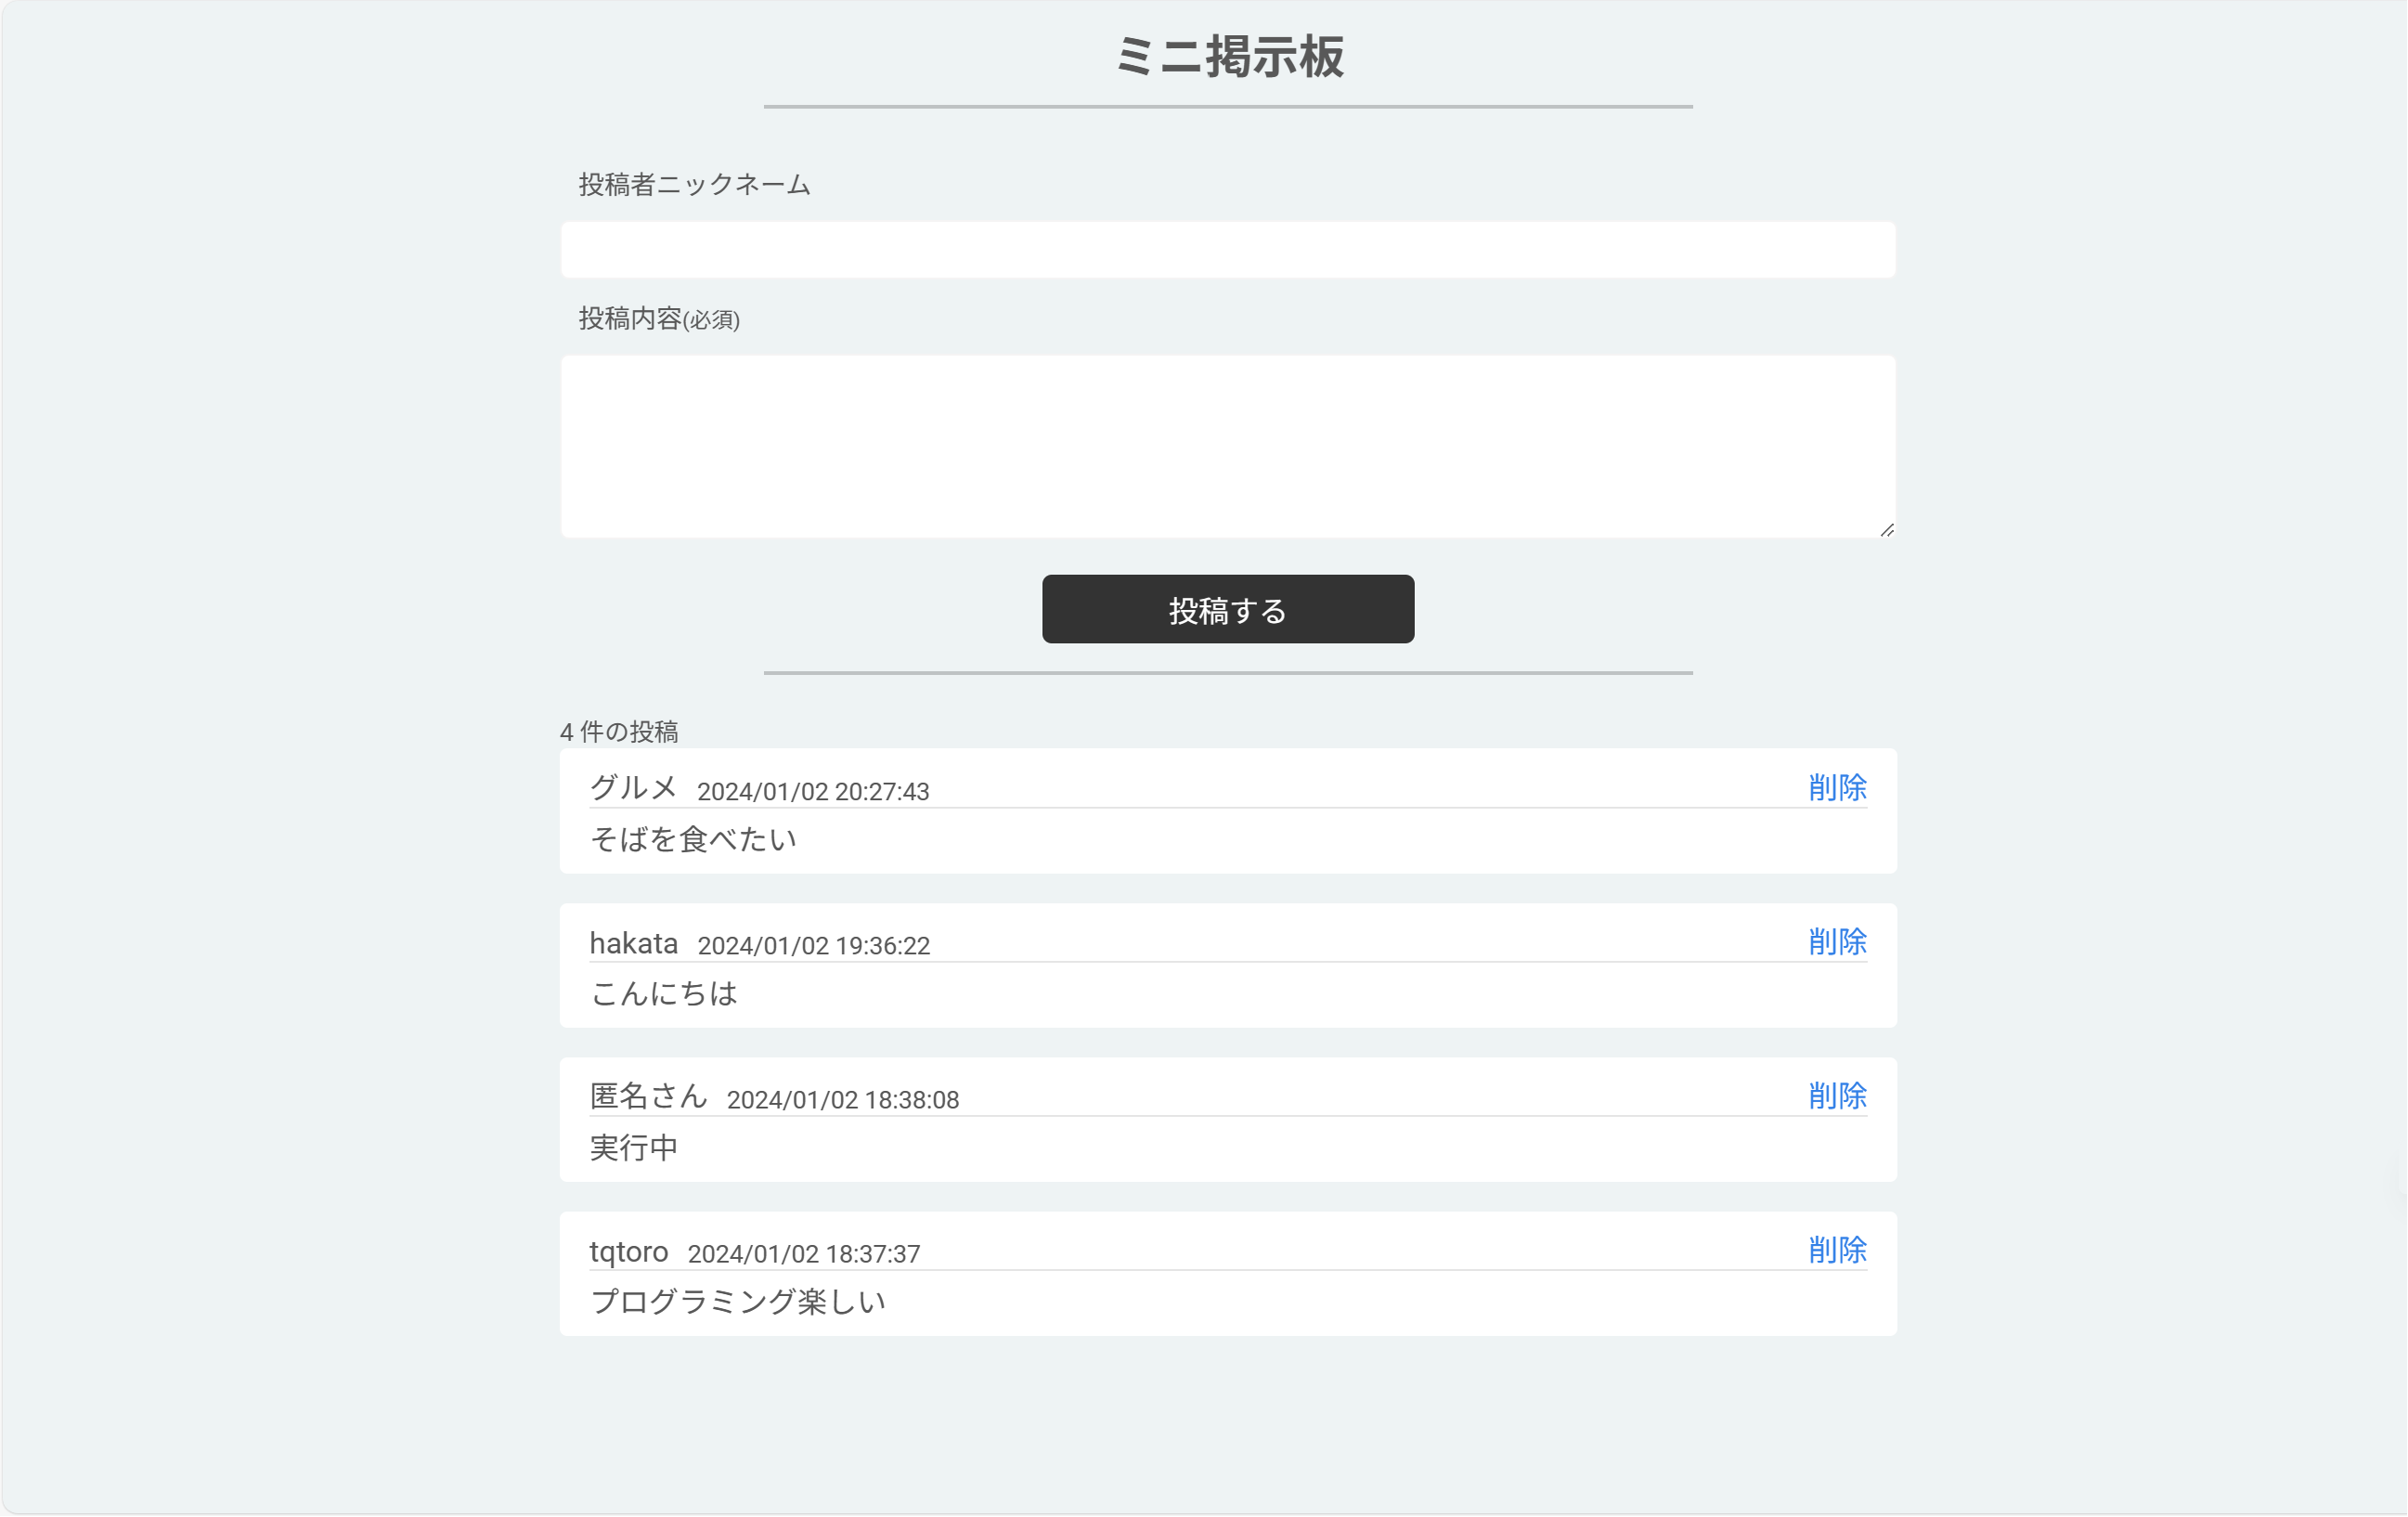 ミニ掲示板
投稿者ニックネーム
投稿内容(必須)
投稿する
4 件の投稿
グルメ 2024/01/02 20:27:43 削除
そばを食べたい
hakata 2024/01/02 19:36:22 削除
こんにちは
匿名さん 2024/01/02 18:38:08 削除
実行中
tqtoro 2024/01/02 18:37:37 削除
プログラミング楽しい